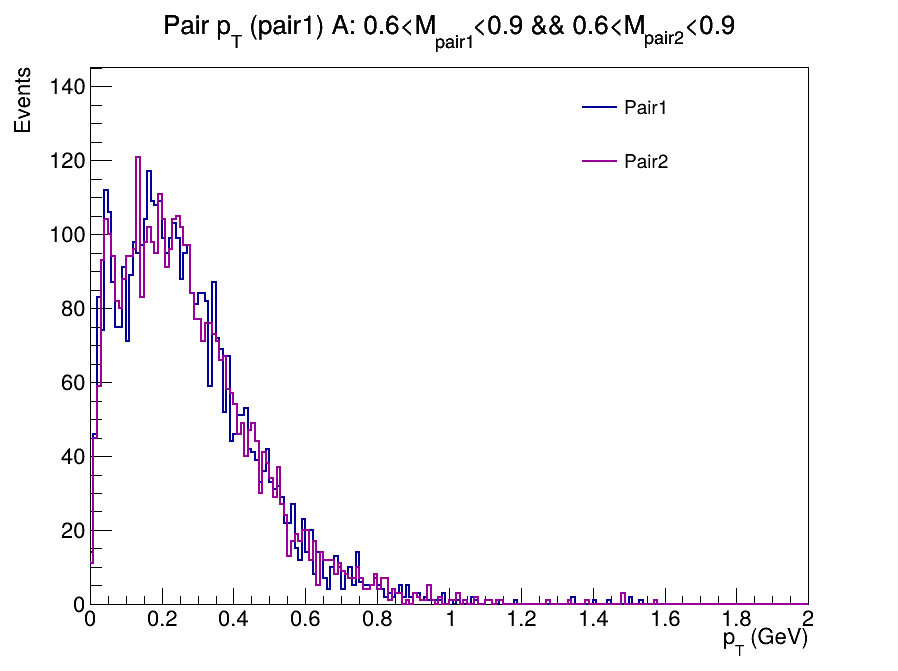 Pair p_T (pair1) A: 0.6<M_pair1<0.9 && 0.6<M_pair2<0.9
Events
140
120
100
80
60
40
20
0
Pair1
Pair2
0 0.2 0.4 0.6 0.8 1 1.2 1.4 1.6 1.8 2
p_T (GeV)